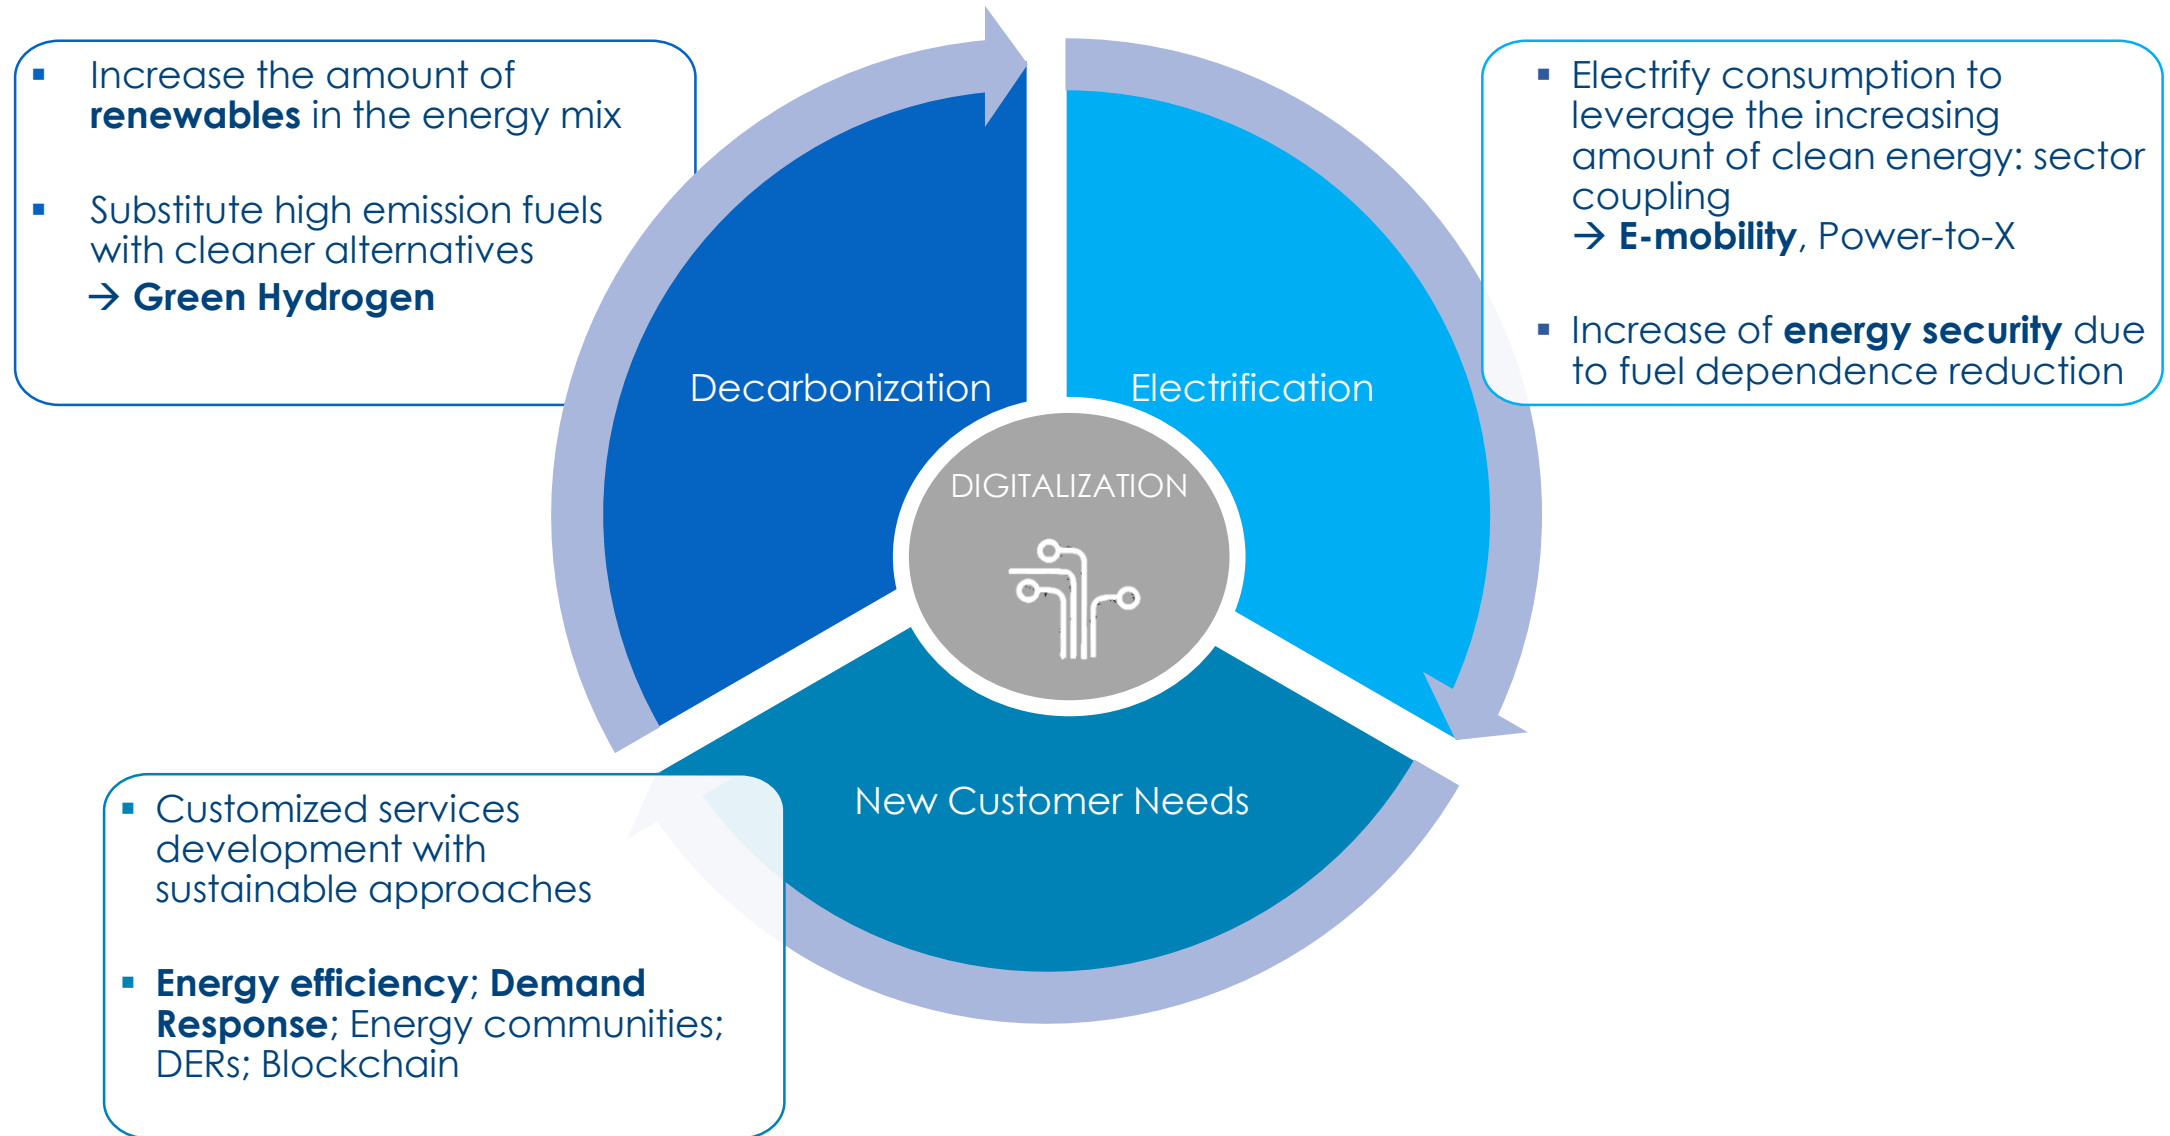 ▪ Increase the amount of
renewables in the energy mix
▪ Substitute high emission fuels
with cleaner alternatives
→ Green Hydrogen
▪ Electrify consumption to
leverage the increasing
amount of clean energy: sector
coupling
→ E-mobility, Power-to-X
▪ Increase of energy security due
to fuel dependence reduction
Decarbonization
Electrification
DIGITALIZATION
New Customer Needs
▪ Customized services
development with
sustainable approaches
▪ Energy efficiency; Demand
Response; Energy communities;
DERs; Blockchain